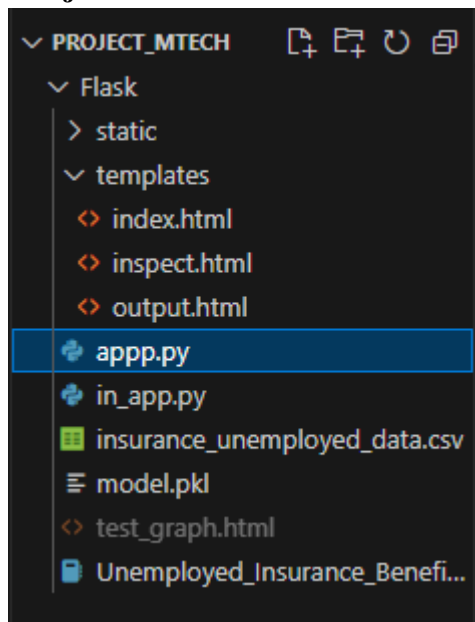 PROJECT_MTECH
Flask
static
templates
index.html
inspect.html
output.html
appp.py
in_app.py
insurance_unemployed_data.csv
model.pkl
test_graph.html
Unemployed_Insurance_Benefi...